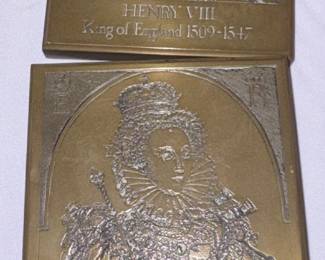 HENRY VIII
King of England 1509-1547